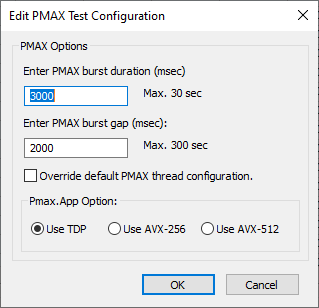 Edit PMAX Test Configuration
PMAX Options
Enter PMAX burst duration (msec)
3000 Max. 30 sec
Enter PMAX burst gap (msec):
2000 Max. 300 sec
Override default PMAX thread configuration.
Pmax.App Option:
Use TDP Use AVX-256 Use AVX-512
OK Cancel